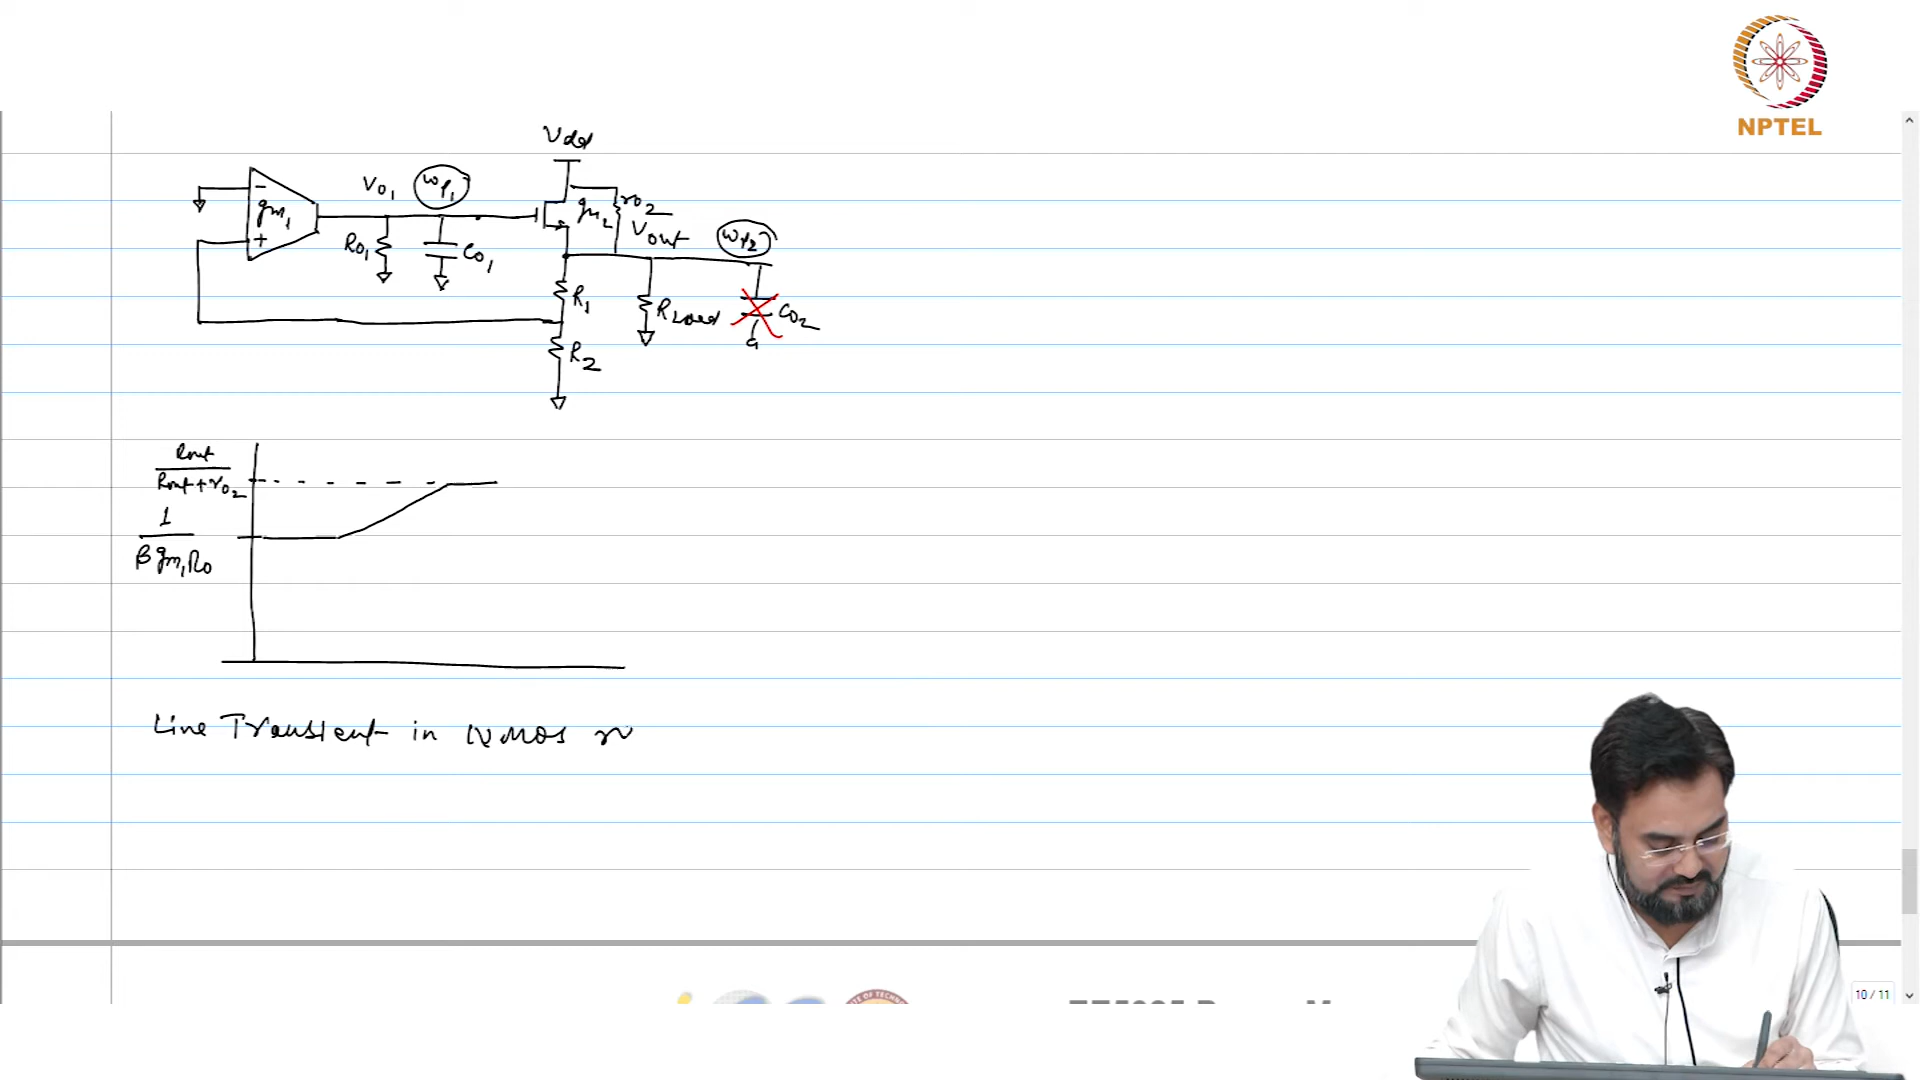 NPTEL
Vdd
Vo1 ωp1
gm1 gm2 ro2
- +
Ro1 Co1 Vout ωp2
R1 RLoad Co2
R2
Rout
Rout+ro2
1
βgm1Ro
Line Transient in NMOS
10 / 11